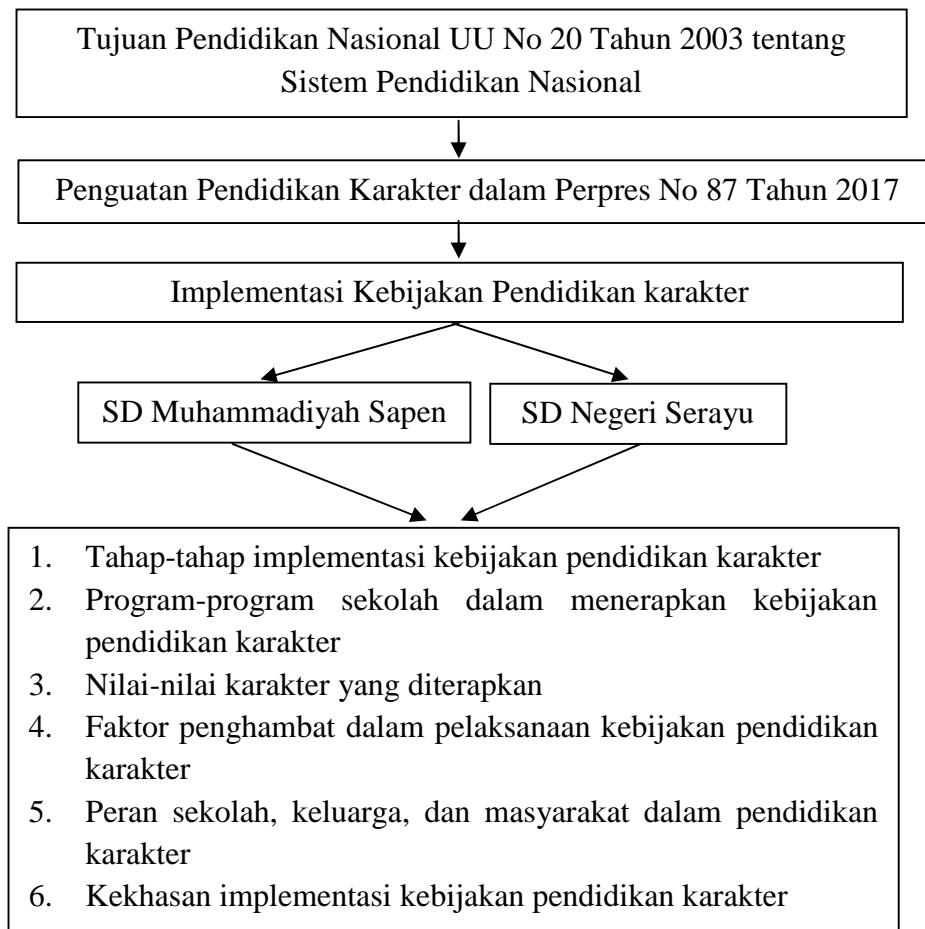 Tujuan Pendidikan Nasional UU No 20 Tahun 2003 tentang
Sistem Pendidikan Nasional
Penguatan Pendidikan Karakter dalam Perpres No 87 Tahun 2017
Implementasi Kebijakan Pendidikan karakter
SD Muhammadiyah Sapen
SD Negeri Serayu
1. Tahap-tahap implementasi kebijakan pendidikan karakter
2. Program-program sekolah dalam menerapkan kebijakan
pendidikan karakter
3. Nilai-nilai karakter yang diterapkan
4. Faktor penghambat dalam pelaksanaan kebijakan pendidikan
karakter
5. Peran sekolah, keluarga, dan masyarakat dalam pendidikan
karakter
6. Kekhasan implementasi kebijakan pendidikan karakter